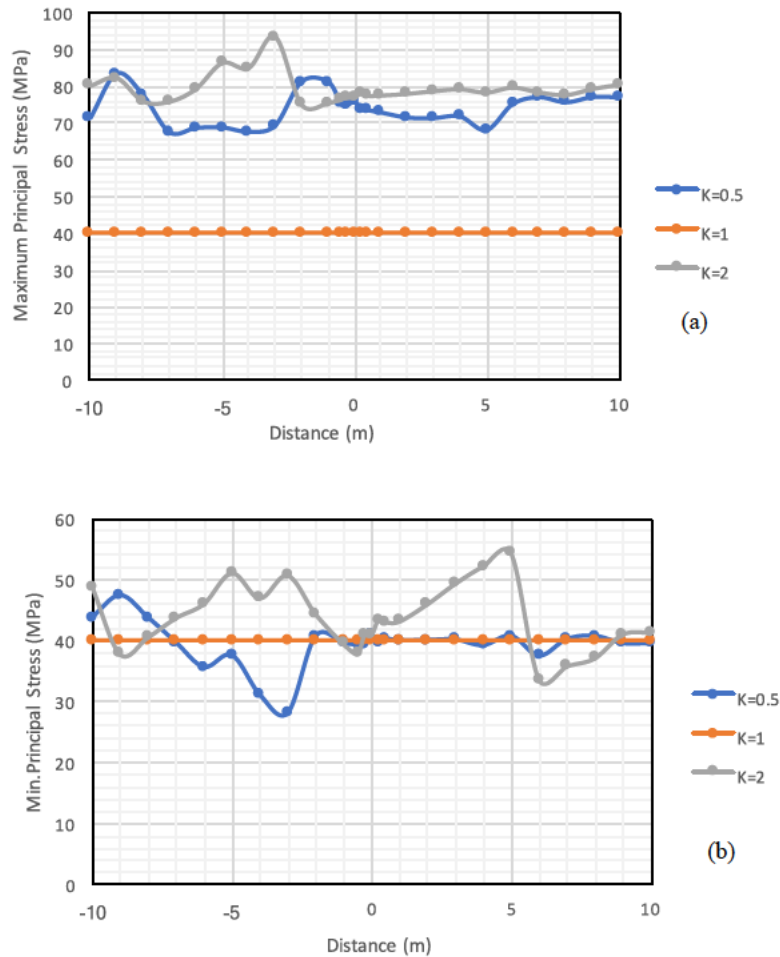 100
90
80
70
60
50
40
30
20
10
0
Maximum Principal Stress (MPa)
-10
-5
0
5
10
Distance (m)
K=0.5
K=1
K=2
(a)
60
50
40
30
20
10
0
Min.Principal Stress (MPa)
-10
-5
0
5
10
Distance (m)
K=0.5
K=1
K=2
(b)